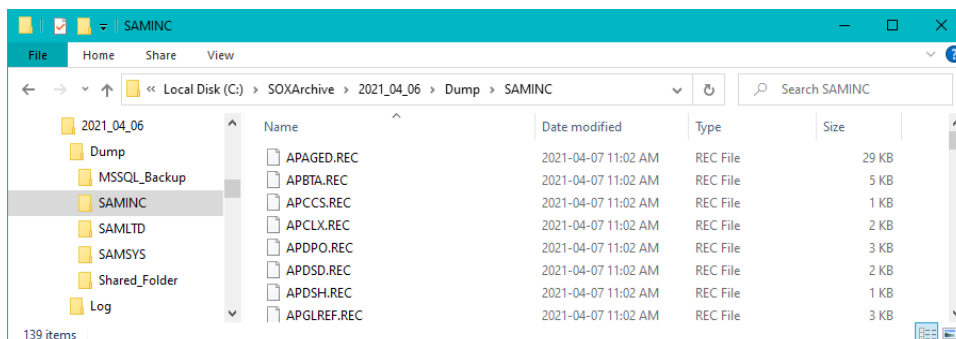 SAMINC
File Home Share View ?
« Local Disk (C:) > SOXArchive > 2021_04_06 > Dump > SAMINC Search SAMINC
2021_04_06 Name Date modified Type Size
Dump APAGED.REC 2021-04-07 11:02 AM REC File 29 KB
MSSQL_Backup APBTA.REC 2021-04-07 11:02 AM REC File 5 KB
SAMINC APCCS.REC 2021-04-07 11:02 AM REC File 1 KB
SAMLTD APCLX.REC 2021-04-07 11:02 AM REC File 2 KB
SAMSYS APDPO.REC 2021-04-07 11:02 AM REC File 3 KB
Shared_Folder APDSD.REC 2021-04-07 11:02 AM REC File 2 KB
Log APDSH.REC 2021-04-07 11:02 AM REC File 1 KB
APGLREF.REC 2021-04-07 11:02 AM REC File 3 KB
139 items